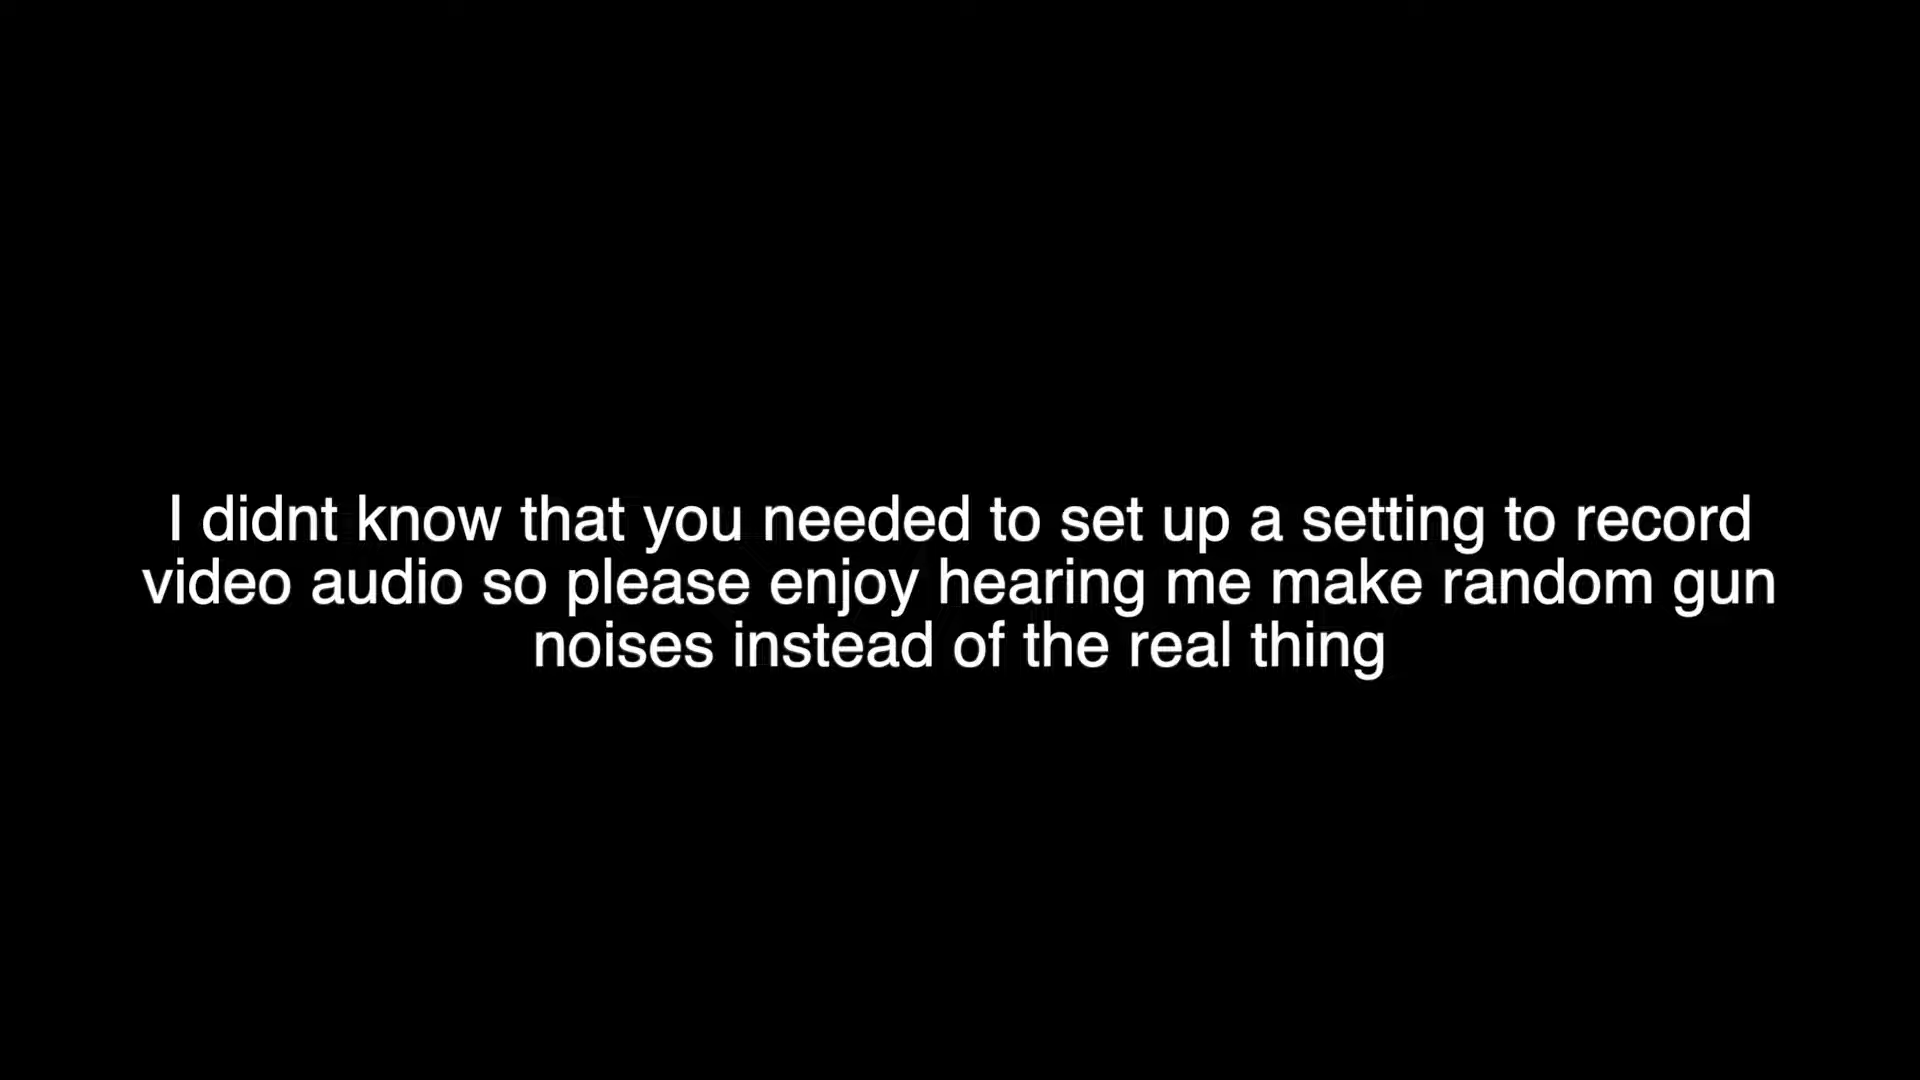 I didnt know that you needed to set up a setting to record
video audio so please enjoy hearing me make random gun
noises instead of the real thing